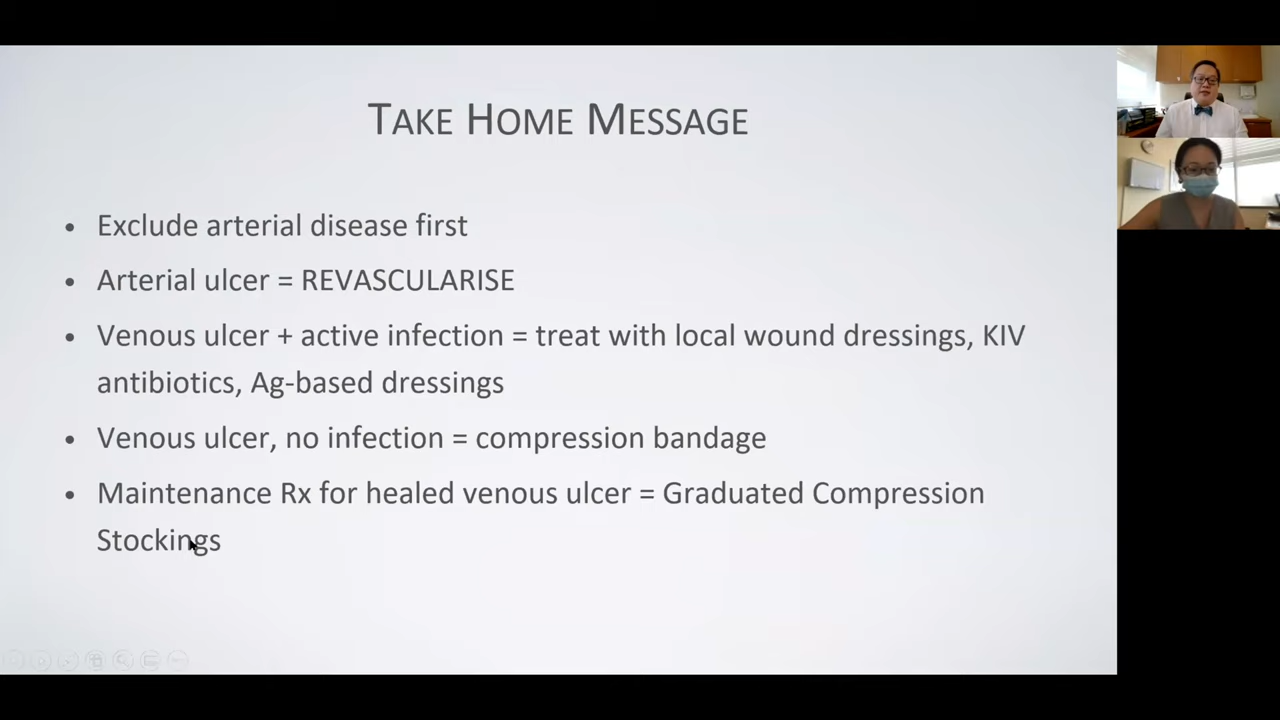 TAKE HOME MESSAGE
• Exclude arterial disease first
• Arterial ulcer = REVASCULARISE
• Venous ulcer + active infection = treat with local wound dressings, KIV
antibiotics, Ag-based dressings
• Venous ulcer, no infection = compression bandage
• Maintenance Rx for healed venous ulcer = Graduated Compression
Stockings